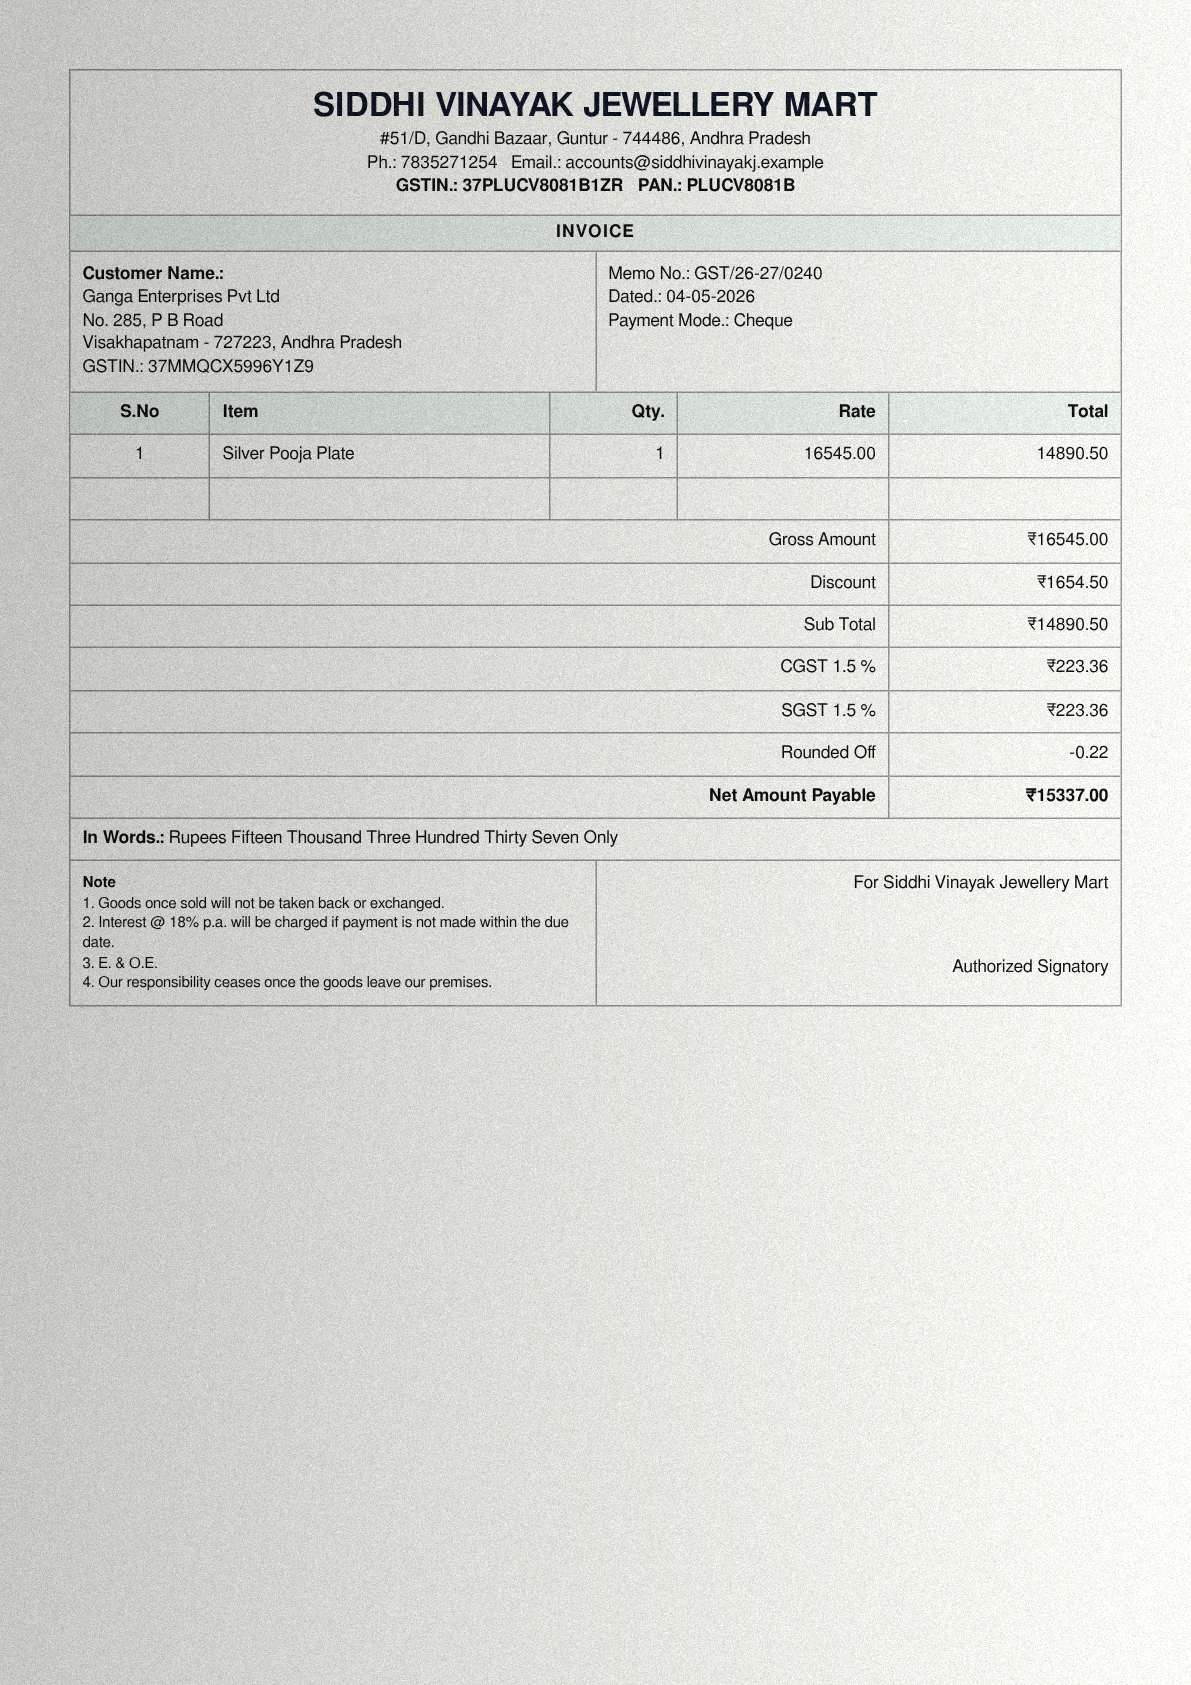 SIDDHI VINAYAK JEWELLERY MART
#51/D, Gandhi Bazaar, Guntur - 744486, Andhra Pradesh
Ph.: 7835271254 Email.: accounts@siddhivinayakj.example
GSTIN.: 37PLUCV8081B1ZR PAN.: PLUCV8081B
INVOICE
Customer Name.:
Ganga Enterprises Pvt Ltd
No. 285, P B Road
Visakhapatnam - 727223, Andhra Pradesh
GSTIN.: 37MMQCX5996Y1Z9
Memo No.: GST/26-27/0240
Dated.: 04-05-2026
Payment Mode.: Cheque
S.No Item Qty. Rate Total
1 Silver Pooja Plate 1 16545.00 14890.50
Gross Amount ₹16545.00
Discount ₹1654.50
Sub Total ₹14890.50
CGST 1.5 % ₹223.36
SGST 1.5 % ₹223.36
Rounded Off -0.22
Net Amount Payable ₹15337.00
In Words.: Rupees Fifteen Thousand Three Hundred Thirty Seven Only
Note
1. Goods once sold will not be taken back or exchanged.
2. Interest @ 18% p.a. will be charged if payment is not made within the due
date.
3. E. & O.E.
4. Our responsibility ceases once the goods leave our premises.
For Siddhi Vinayak Jewellery Mart
Authorized Signatory